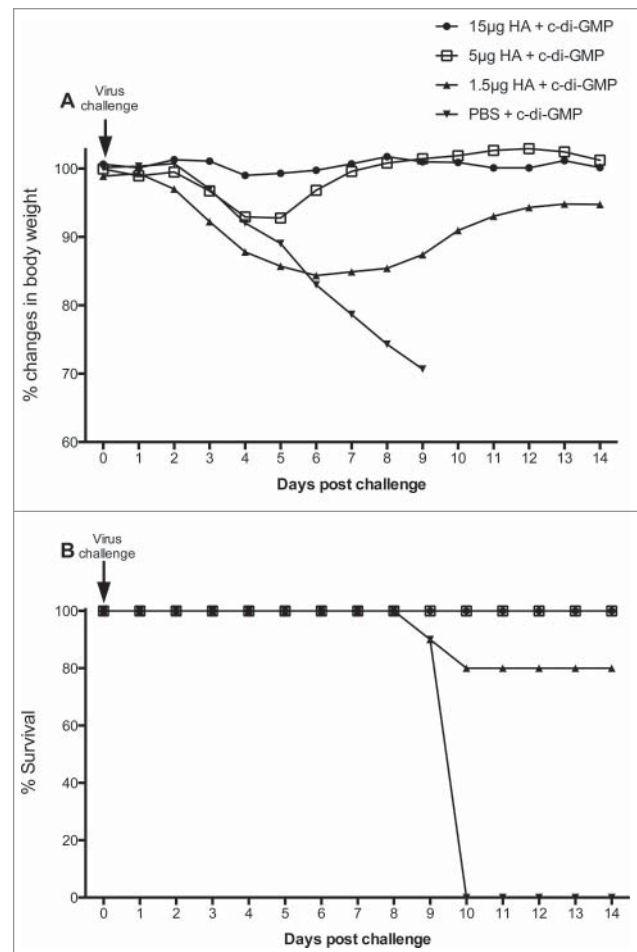 15µg HA + c-di-GMP
5µg HA + c-di-GMP
1.5µg HA + c-di-GMP
PBS + c-di-GMP
A
Virus
challenge
100
90
80
70
60
% changes in body weight
0 1 2 3 4 5 6 7 8 9 10 11 12 13 14
Days post challenge
B
Virus
challenge
100
80
60
40
20
0
% Survival
0 1 2 3 4 5 6 7 8 9 10 11 12 13 14
Days post challenge